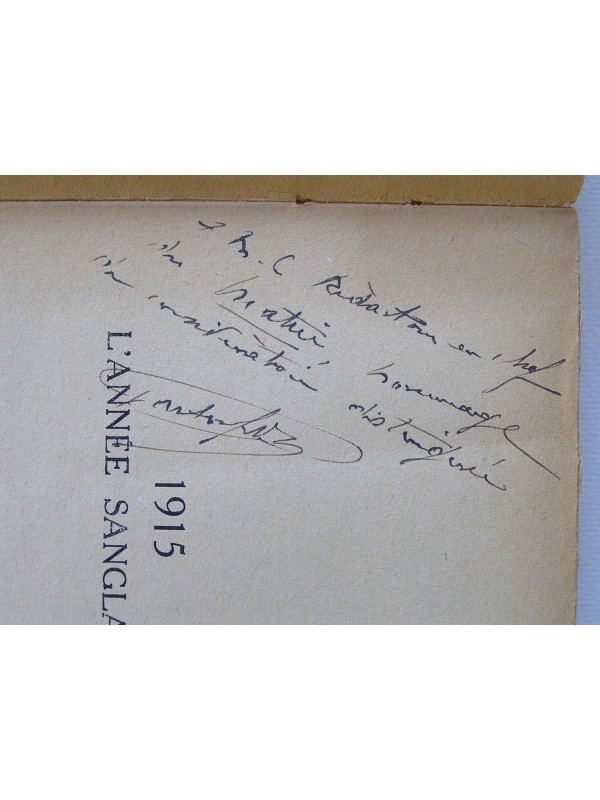 à M. le Rédacteur en chef
du Matin hommage
de considération distinguée
1915
L'ANNÉE SANGLA